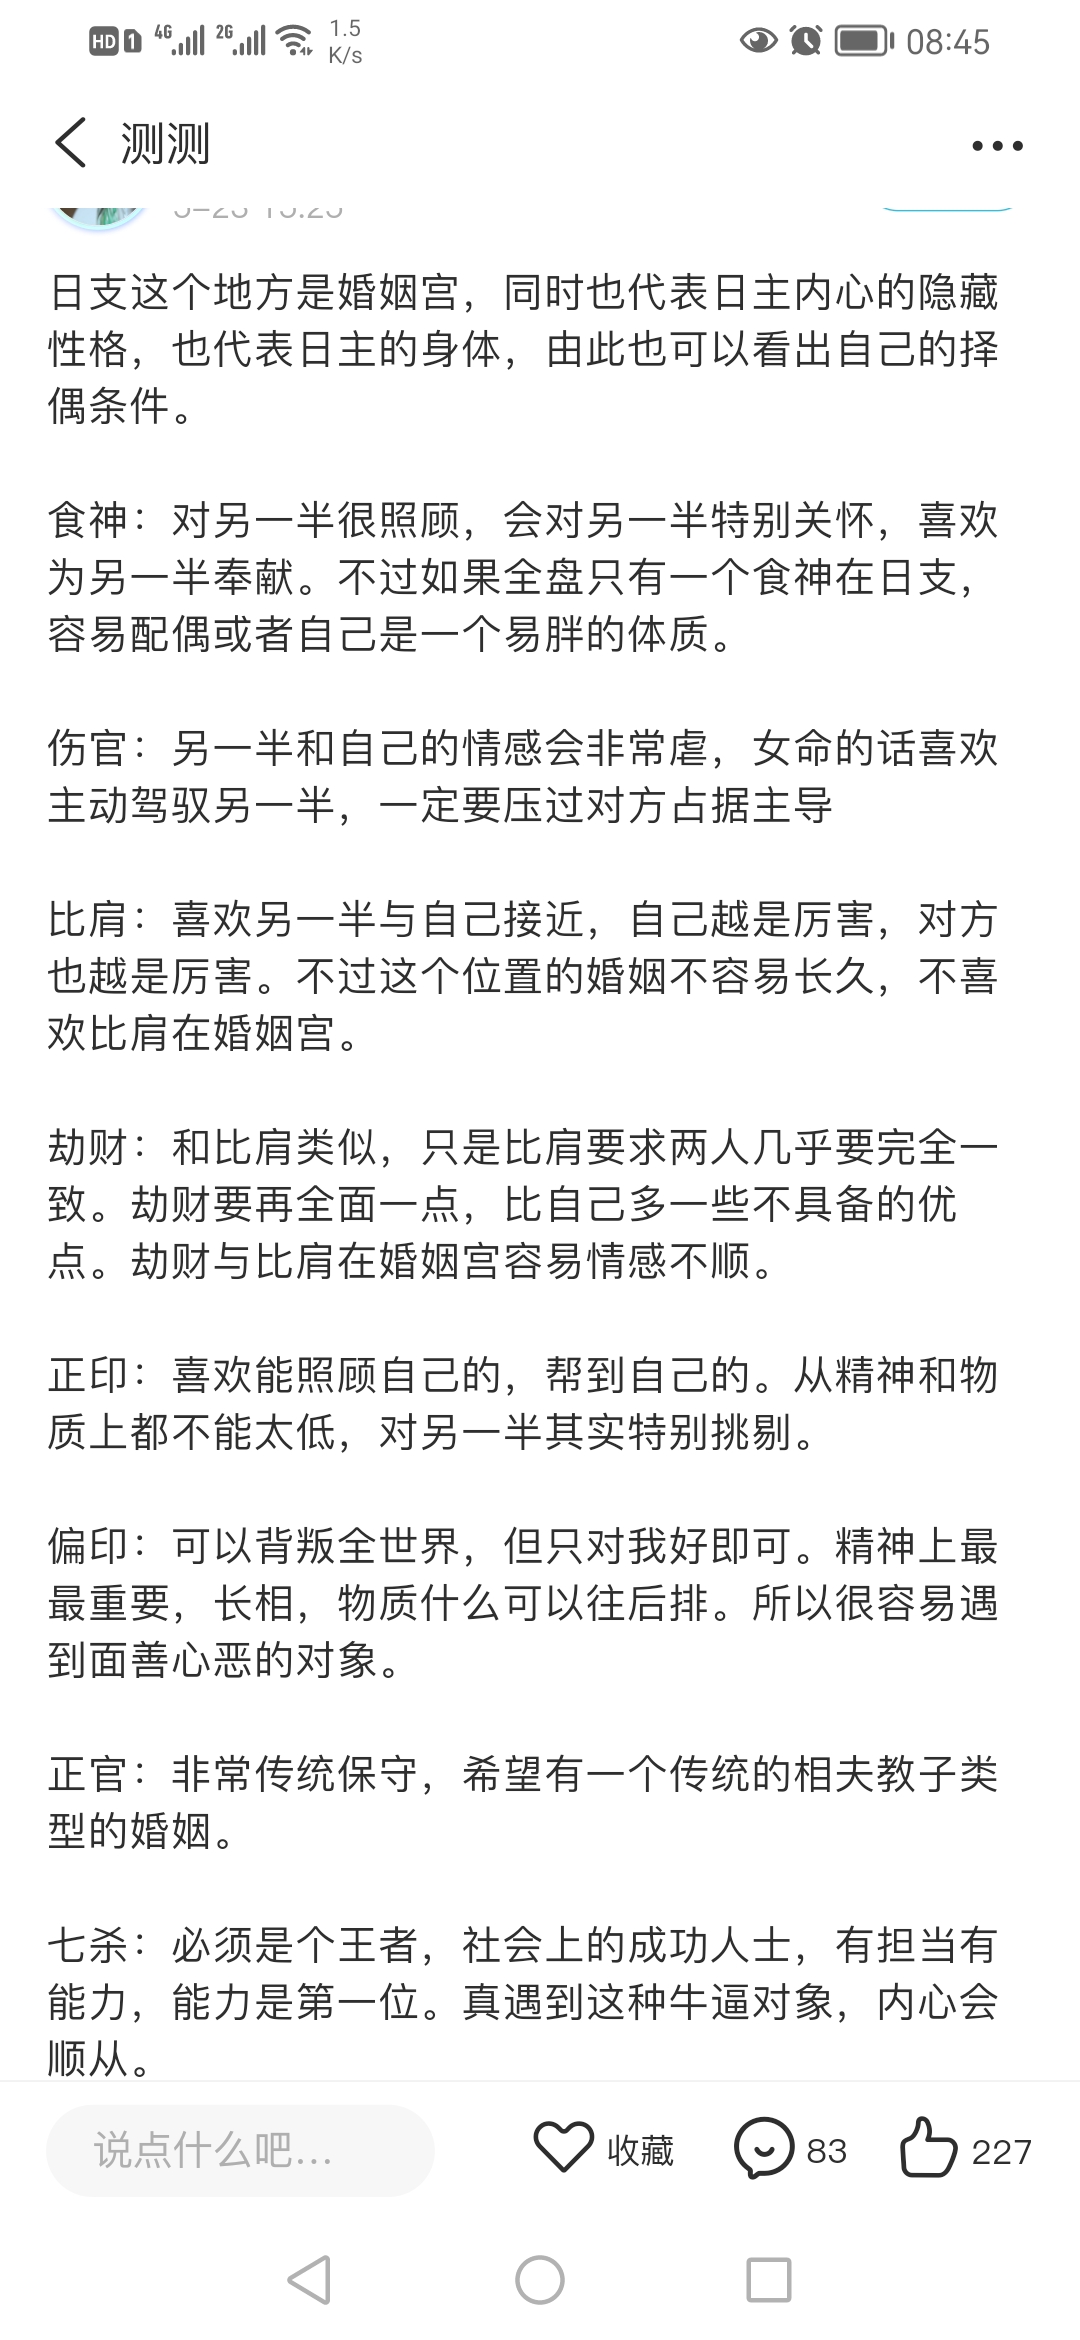 HD 1 4G 2G 1.5 K/s 08:45
测测
日支这个地方是婚姻宫，同时也代表日主内心的隐藏
性格，也代表日主的身体，由此也可以看出自己的择
偶条件。
食神：对另一半很照顾，会对另一半特别关怀，喜欢
为另一半奉献。不过如果全盘只有一个食神在日支，
容易配偶或者自己是一个易胖的体质。
伤官：另一半和自己的情感会非常虐，女命的话喜欢
主动驾驭另一半，一定要压过对方占据主导
比肩：喜欢另一半与自己接近，自己越是厉害，对方
也越是厉害。不过这个位置的婚姻不容易长久，不喜
欢比肩在婚姻宫。
劫财：和比肩类似，只是比肩要求两人几乎要完全一
致。劫财要再全面一点，比自己多一些不具备的优
点。劫财与比肩在婚姻宫容易情感不顺。
正印：喜欢能照顾自己的，帮到自己的。从精神和物
质上都不能太低，对另一半其实特别挑剔。
偏印：可以背叛全世界，但只对我好即可。精神上最
最重要，长相，物质什么可以往后排。所以很容易遇
到面善心恶的对象。
正官：非常传统保守，希望有一个传统的相夫教子类
型的婚姻。
七杀：必须是个王者，社会上的成功人士，有担当有
能力，能力是第一位。真遇到这种牛逼对象，内心会
顺从。
说点什么吧... 收藏 83 227